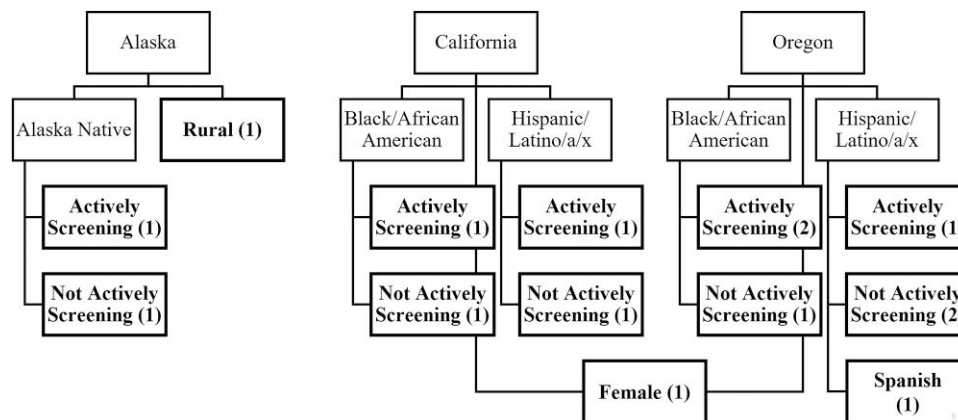 Alaska
California
Oregon
Alaska Native
Rural (1)
Black/African
American
Hispanic/
Latino/a/x
Black/African
American
Hispanic/
Latino/a/x
Actively
Screening (1)
Actively
Screening (1)
Actively
Screening (1)
Actively
Screening (2)
Actively
Screening (1
Not Actively
Screening (1)
Not Actively
Screening (1)
Not Actively
Screening (1)
Not Actively
Screening (1)
Not Actively
Screening (2
Female (1)
Spanish
(1)